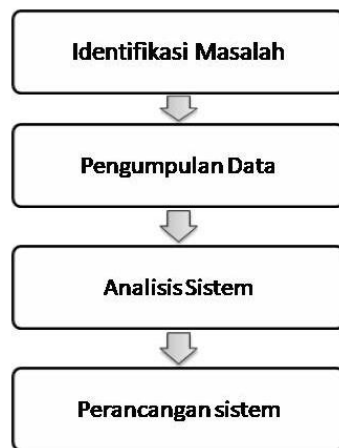 Identifikasi Masalah
Pengumpulan Data
Analisis Sistem
Perancangan sistem